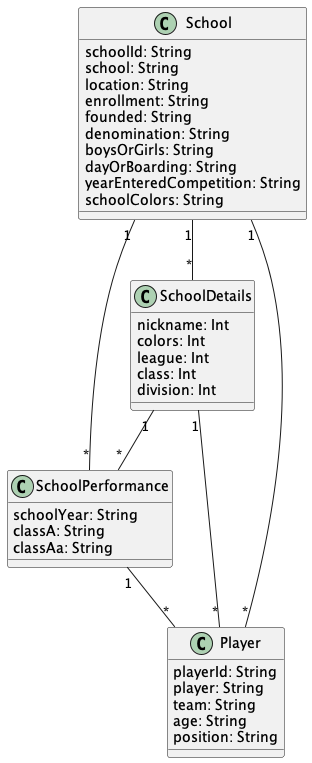 C School
schoolId: String
school: String
location: String
enrollment: String
founded: String
denomination: String
boysOrGirls: String
dayOrBoarding: String
yearEnteredCompetition: String
schoolColors: String
1 1 1
*
C SchoolDetails
nickname: Int
colors: Int
league: Int
class: Int
division: Int
1 1
* *
C SchoolPerformance
schoolYear: String
classA: String
classAa: String
1
* * *
C Player
playerId: String
player: String
team: String
age: String
position: String